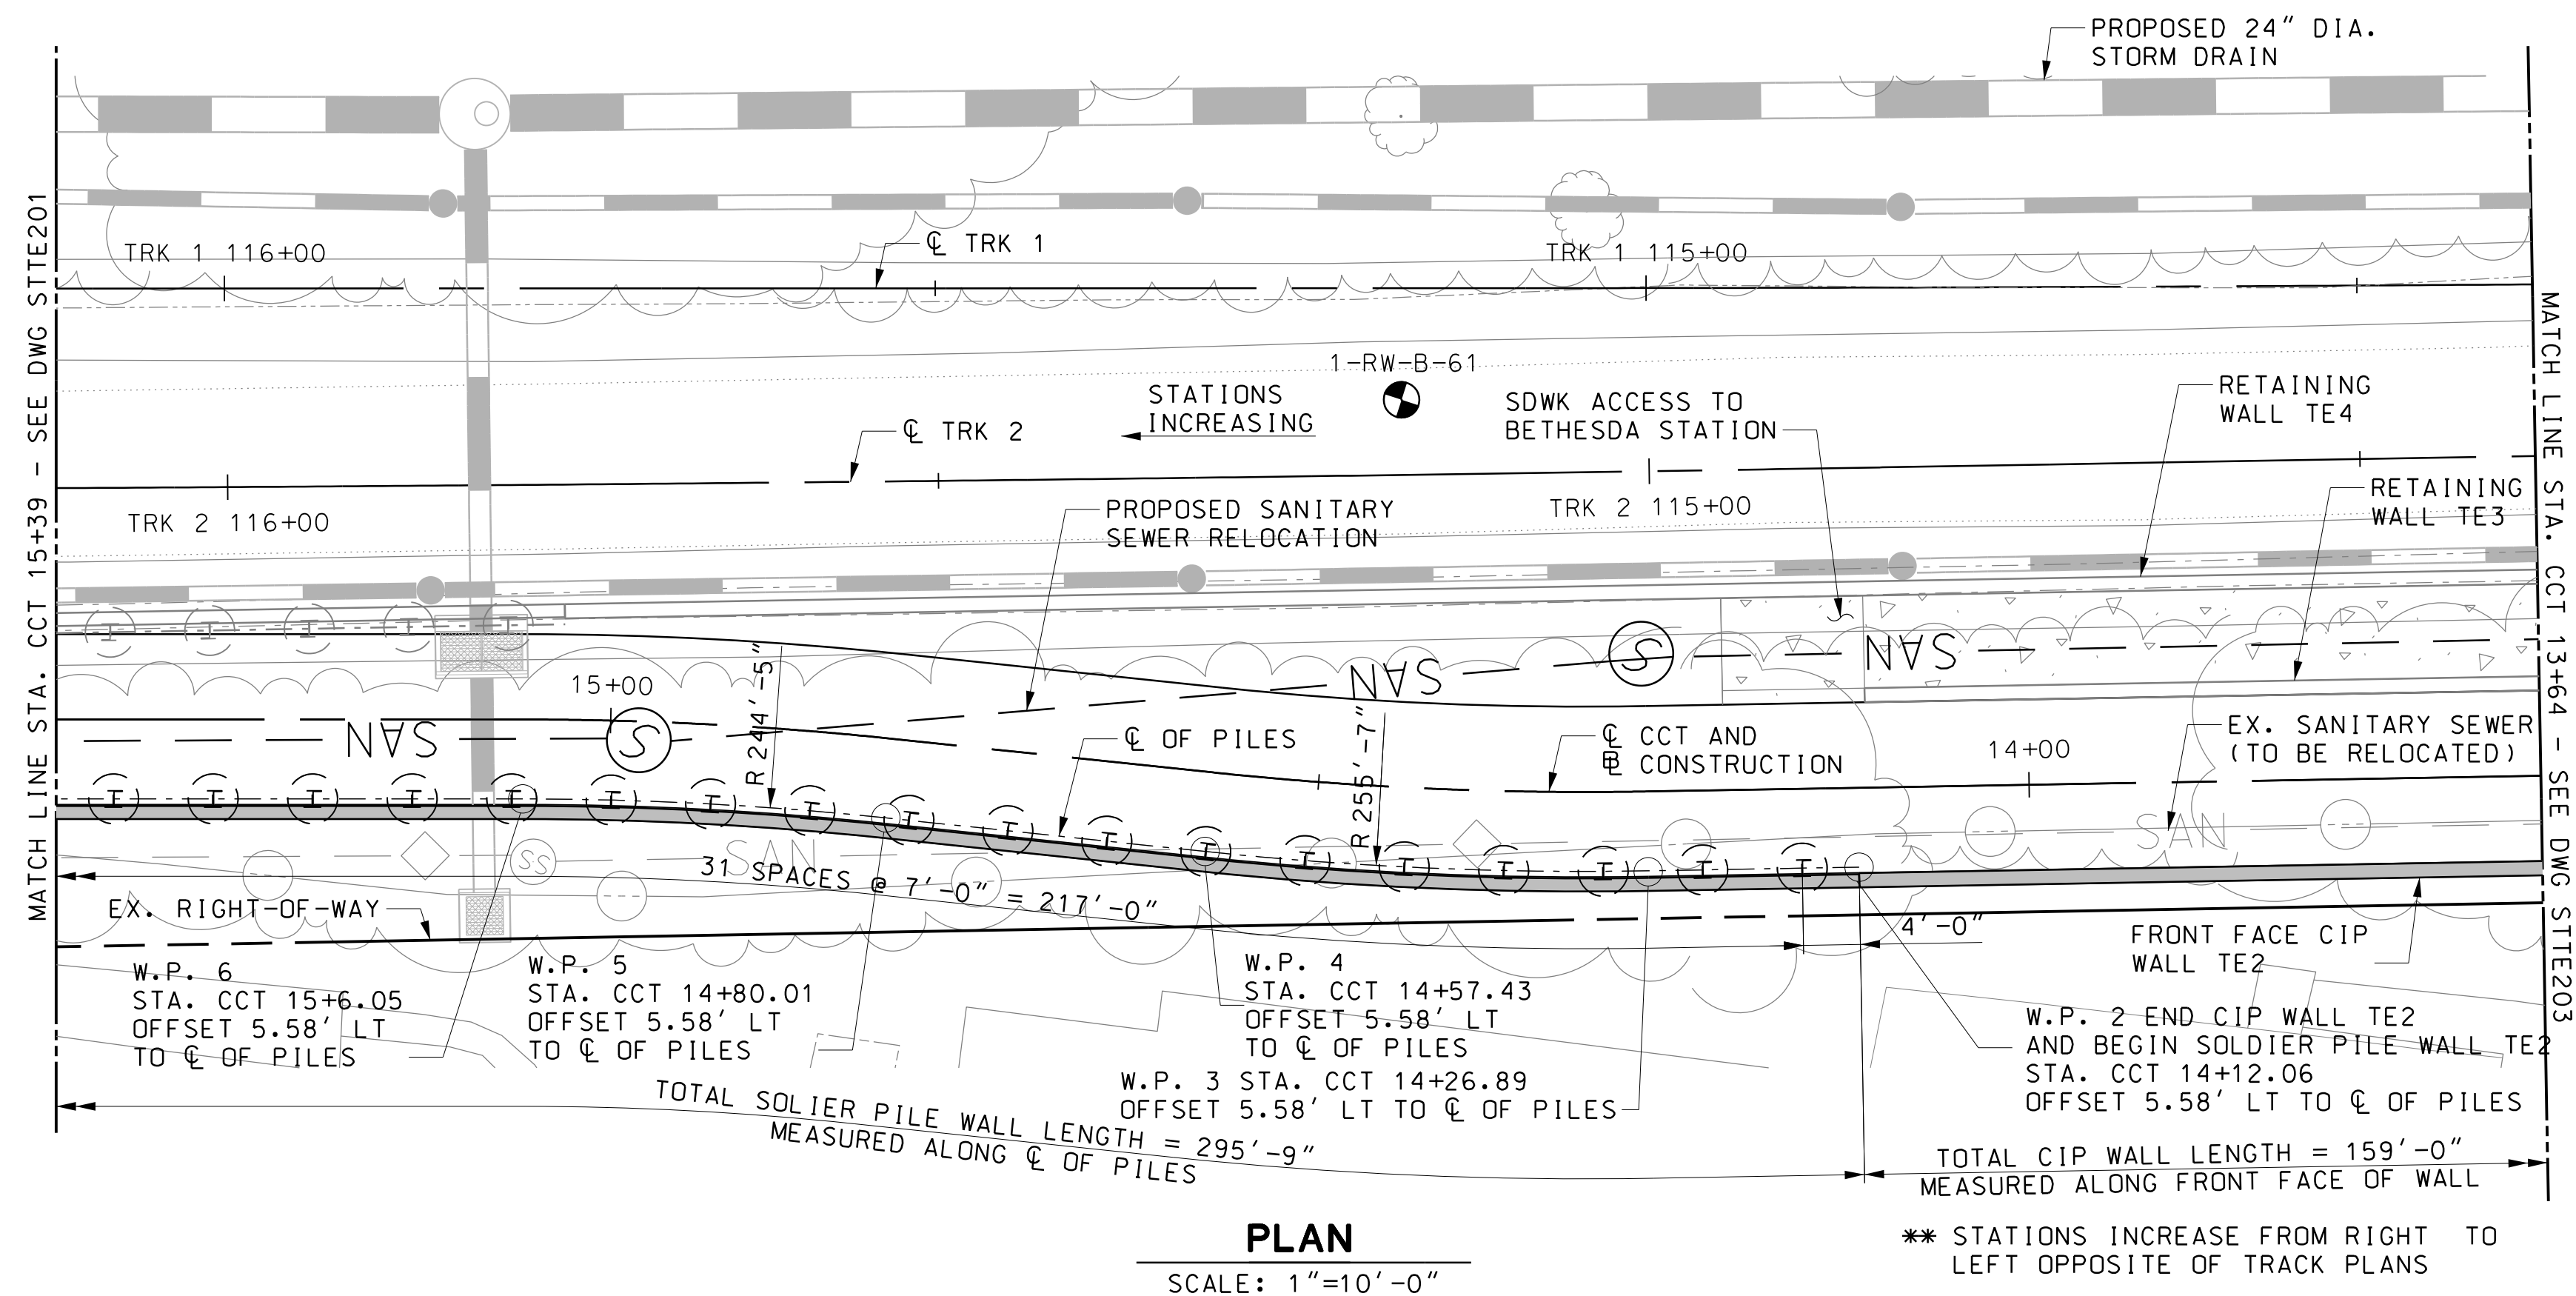 PROPOSED 24" DIA.
STORM DRAIN
TRK 1 116+00
℄ TRK 1
TRK 1 115+00
1-RW-B-61
STATIONS
INCREASING
SDWK ACCESS TO
BETHESDA STATION
RETAINING
WALL TE4
℄ TRK 2
RETAINING
WALL TE3
TRK 2 116+00
PROPOSED SANITARY
SEWER RELOCATION
TRK 2 115+00
MATCH LINE STA. CCT 15+39 - SEE DWG STTE201
MATCH LINE STA. CCT 13+64 - SEE DWG STTE203
S
SAN
SAN
15+00
R 244'-5"
R 255'-7"
SAN
S
℄ OF PILES
℄ CCT AND
BL CONSTRUCTION
14+00
EX. SANITARY SEWER
(TO BE RELOCATED)
SS
SAN
SAN
31 SPACES @ 7'-0" = 217'-0"
EX. RIGHT-OF-WAY
4'-0"
FRONT FACE CIP
WALL TE2
W.P. 6
STA. CCT 15+6.05
OFFSET 5.58' LT
TO ℄ OF PILES
W.P. 5
STA. CCT 14+80.01
OFFSET 5.58' LT
TO ℄ OF PILES
W.P. 4
STA. CCT 14+57.43
OFFSET 5.58' LT
TO ℄ OF PILES
W.P. 3 STA. CCT 14+26.89
OFFSET 5.58' LT TO ℄ OF PILES
W.P. 2 END CIP WALL TE2
AND BEGIN SOLDIER PILE WALL TE2
STA. CCT 14+12.06
OFFSET 5.58' LT TO ℄ OF PILES
TOTAL SOLIER PILE WALL LENGTH = 295'-9"
MEASURED ALONG ℄ OF PILES
TOTAL CIP WALL LENGTH = 159'-0"
MEASURED ALONG FRONT FACE OF WALL
PLAN
SCALE: 1"=10'-0"
** STATIONS INCREASE FROM RIGHT TO
LEFT OPPOSITE OF TRACK PLANS